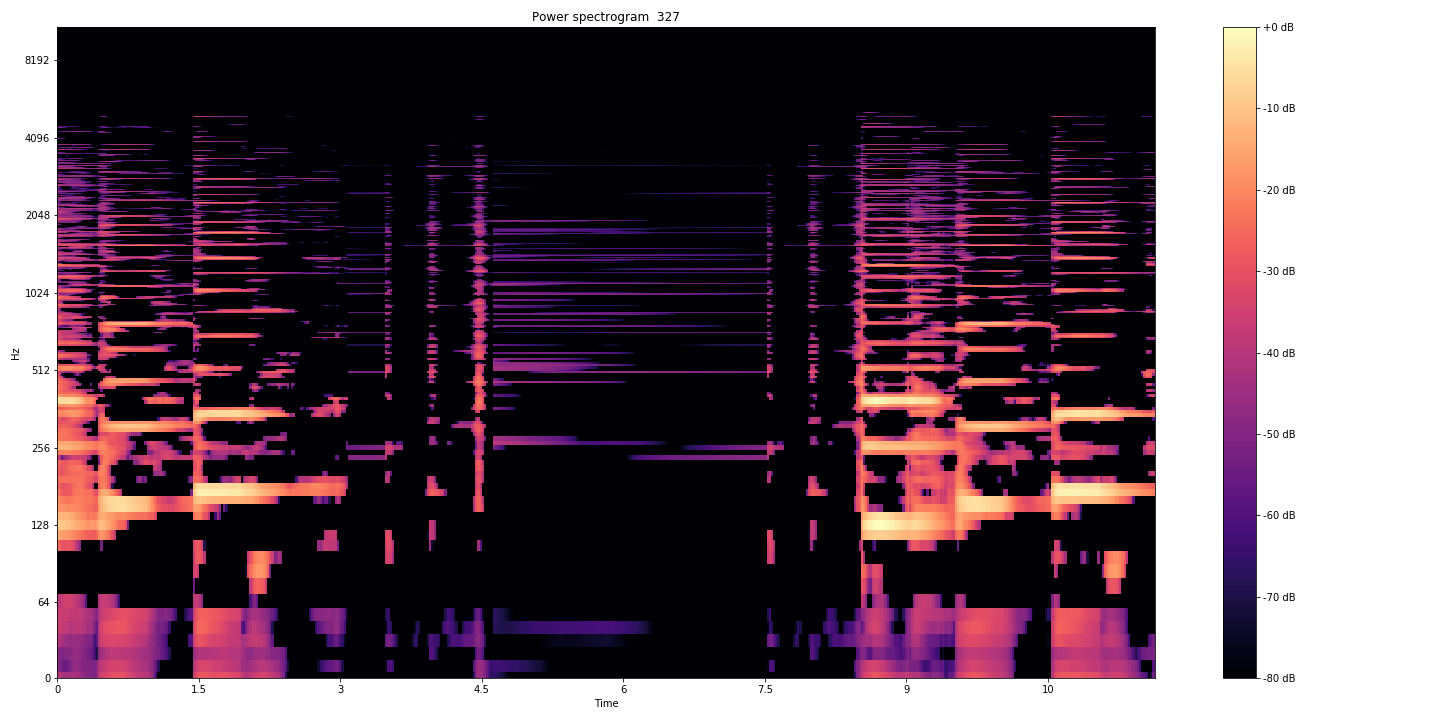 Power spectrogram 327
Hz
8192
4096
2048
1024
512
256
128
64
0
0 1.5 3 4.5 6 7.5 9 10
Time
+0 dB
-10 dB
-20 dB
-30 dB
-40 dB
-50 dB
-60 dB
-70 dB
-80 dB